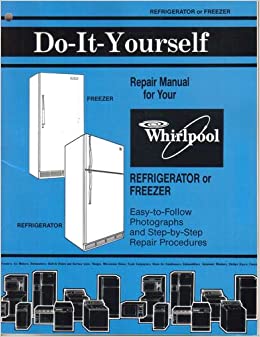 REFRIGERATOR or FREEZER
Do-It-Yourself
Repair Manual
for Your
Whirlpool
REFRIGERATOR or
FREEZER
Easy-to-Follow
Photographs
and Step-by-Step
Repair Procedures
FREEZER
REFRIGERATOR